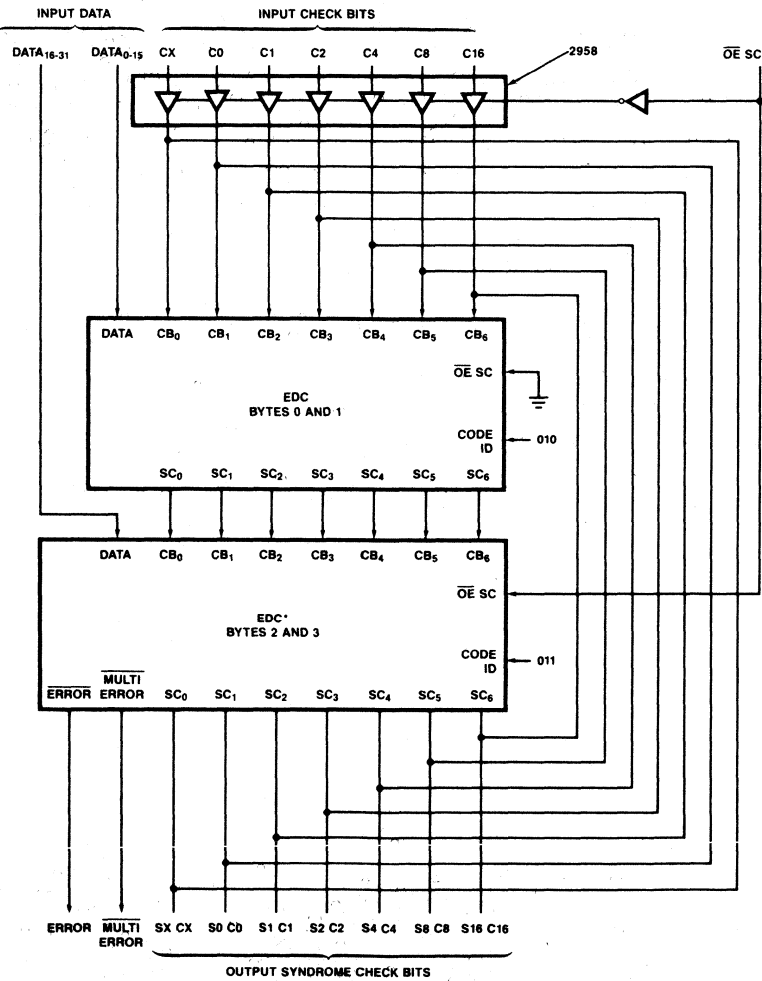 INPUT DATA
INPUT CHECK BITS
DATA16-31 DATA0-15 CX C0 C1 C2 C4 C8 C16 2958 OE SC
DATA CB0 CB1 CB2 CB3 CB4 CB5 CB6
OE SC
EDC
BYTES 0 AND 1
CODE
ID
010
SC0 SC1 SC2 SC3 SC4 SC5 SC6
DATA CB0 CB1 CB2 CB3 CB4 CB5 CB6
OE SC
EDC*
BYTES 2 AND 3
CODE
ID
011
ERROR
MULTI
ERROR
SC0 SC1 SC2 SC3 SC4 SC5 SC6
ERROR
MULTI
ERROR
SX CX S0 C0 S1 C1 S2 C2 S4 C4 S8 C8 S16 C16
OUTPUT SYNDROME CHECK BITS